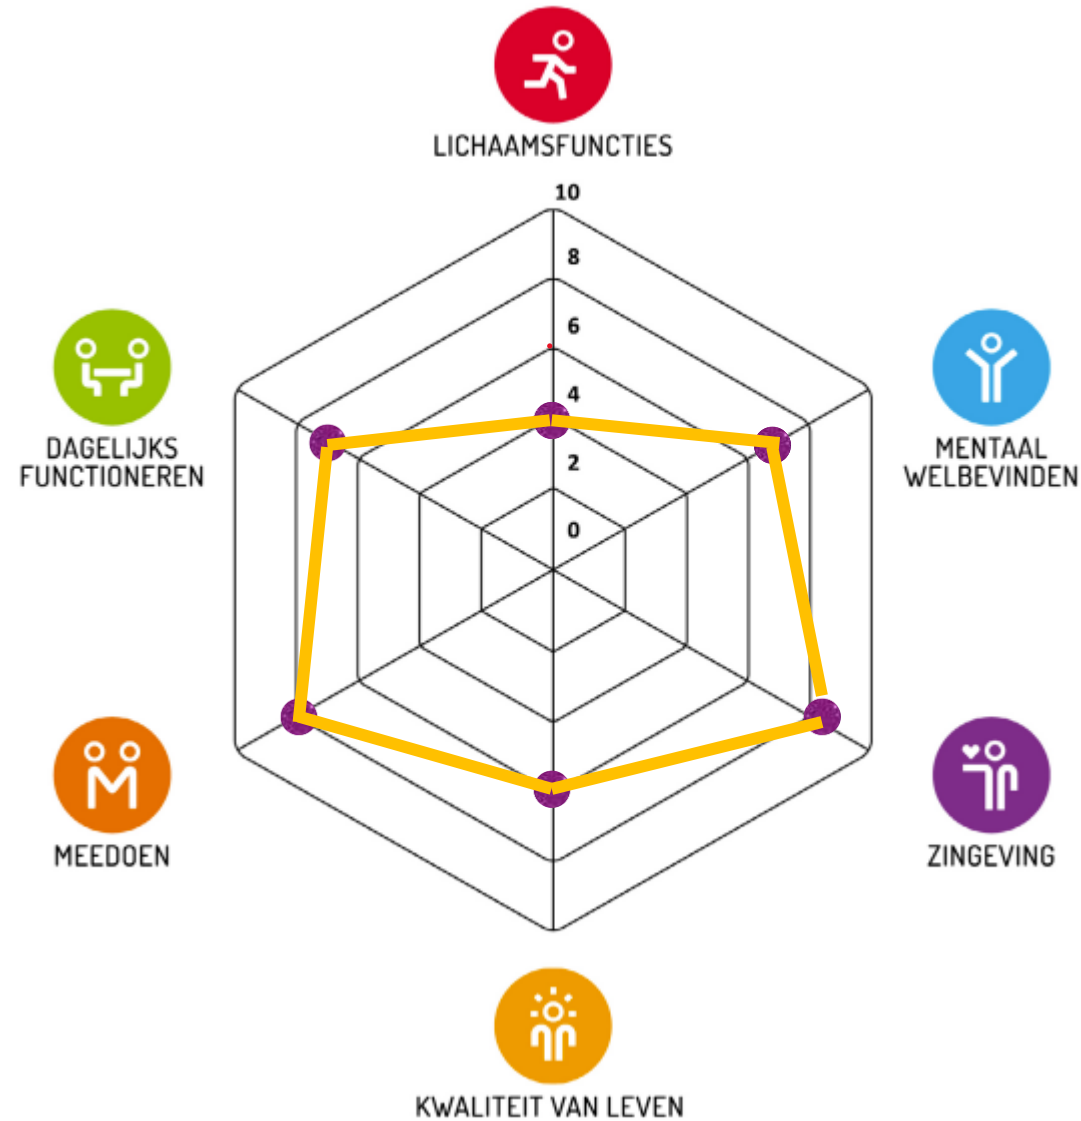 LICHAAMSFUNCTIES
10
8
6
4
2
0
DAGELIJKS
FUNCTIONEREN
MENTAAL
WELBEVINDEN
MEEDOEN
ZINGEVING
KWALITEIT VAN LEVEN